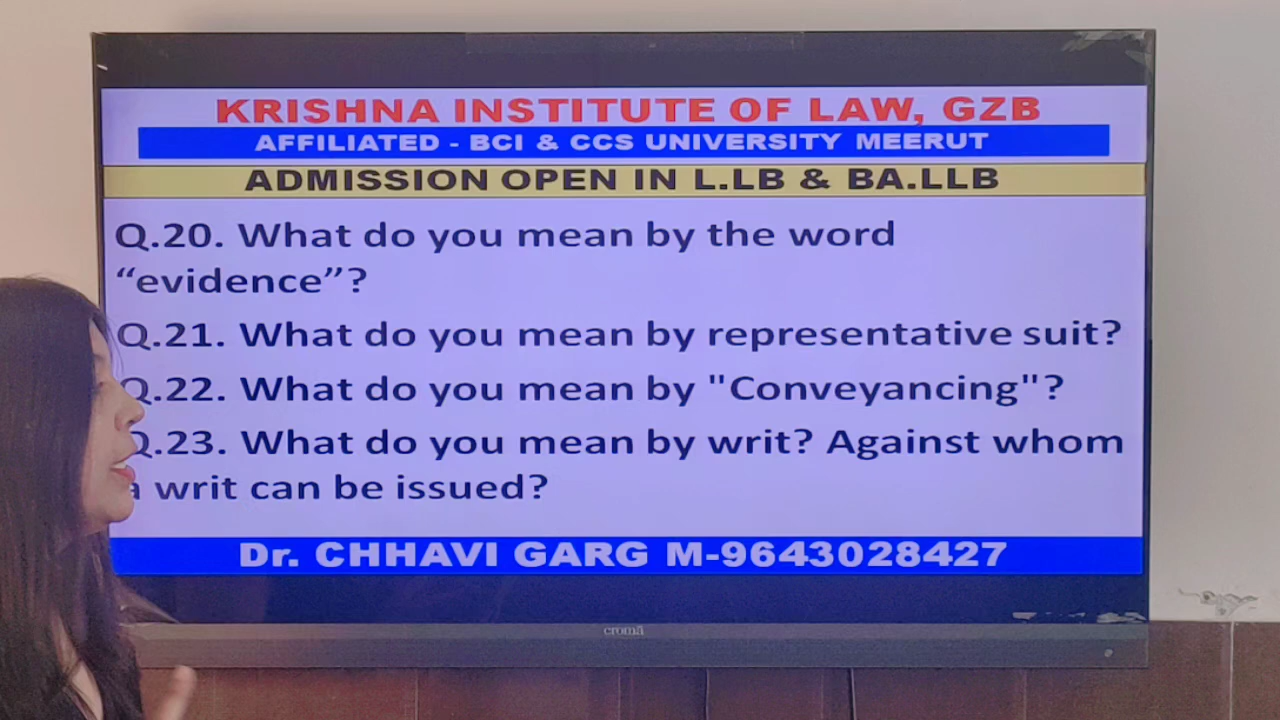 KRISHNA INSTITUTE OF LAW, GZB
AFFILIATED - BCI & CCS UNIVERSITY MEERUT
ADMISSION OPEN IN L.LB & BA.LLB
Q.20. What do you mean by the word
“evidence”?
Q.21. What do you mean by representative suit?
Q.22. What do you mean by "Conveyancing"?
Q.23. What do you mean by writ? Against whom
a writ can be issued?
Dr. CHHAVI GARG M-9643028427
cromā